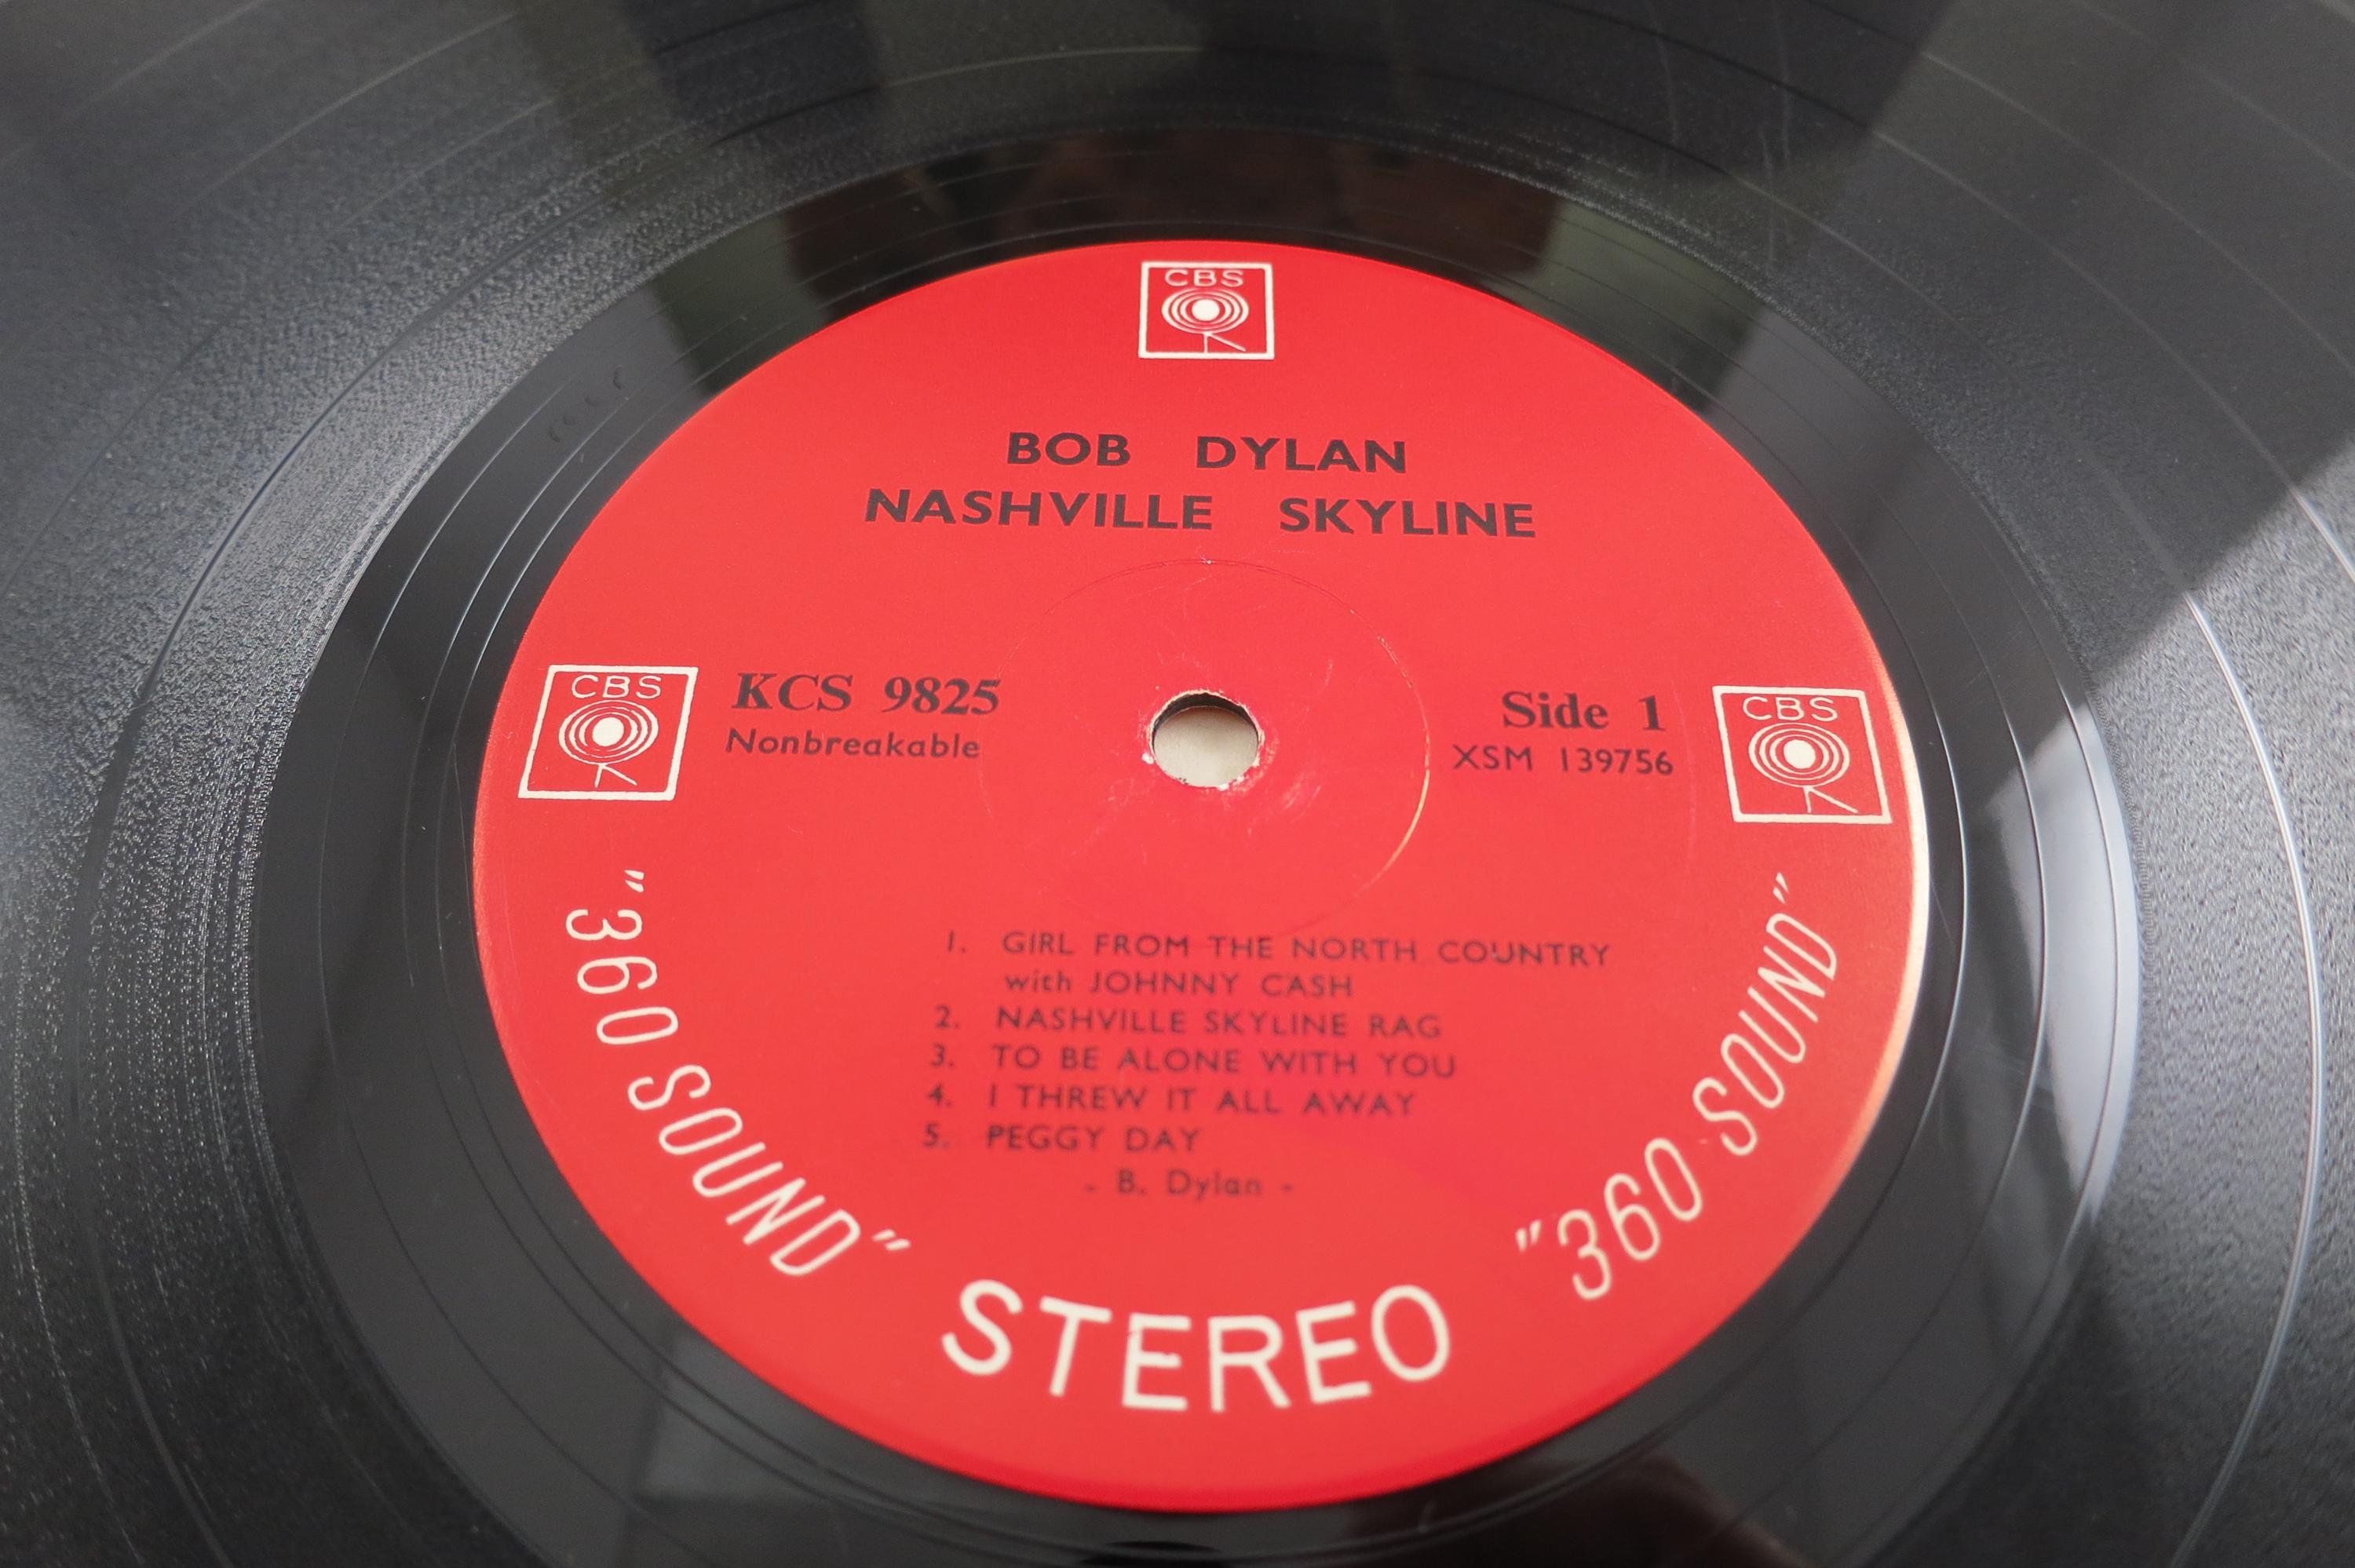 CBS
BOB DYLAN
NASHVILLE SKYLINE
CBS
KCS 9825
Nonbreakable
Side 1
XSM 139756
CBS
1. GIRL FROM THE NORTH COUNTRY
with JOHNNY CASH
2. NASHVILLE SKYLINE RAG
3. TO BE ALONE WITH YOU
4. I THREW IT ALL AWAY
5. PEGGY DAY
- B. Dylan -
"360 SOUND" STEREO "360 SOUND"